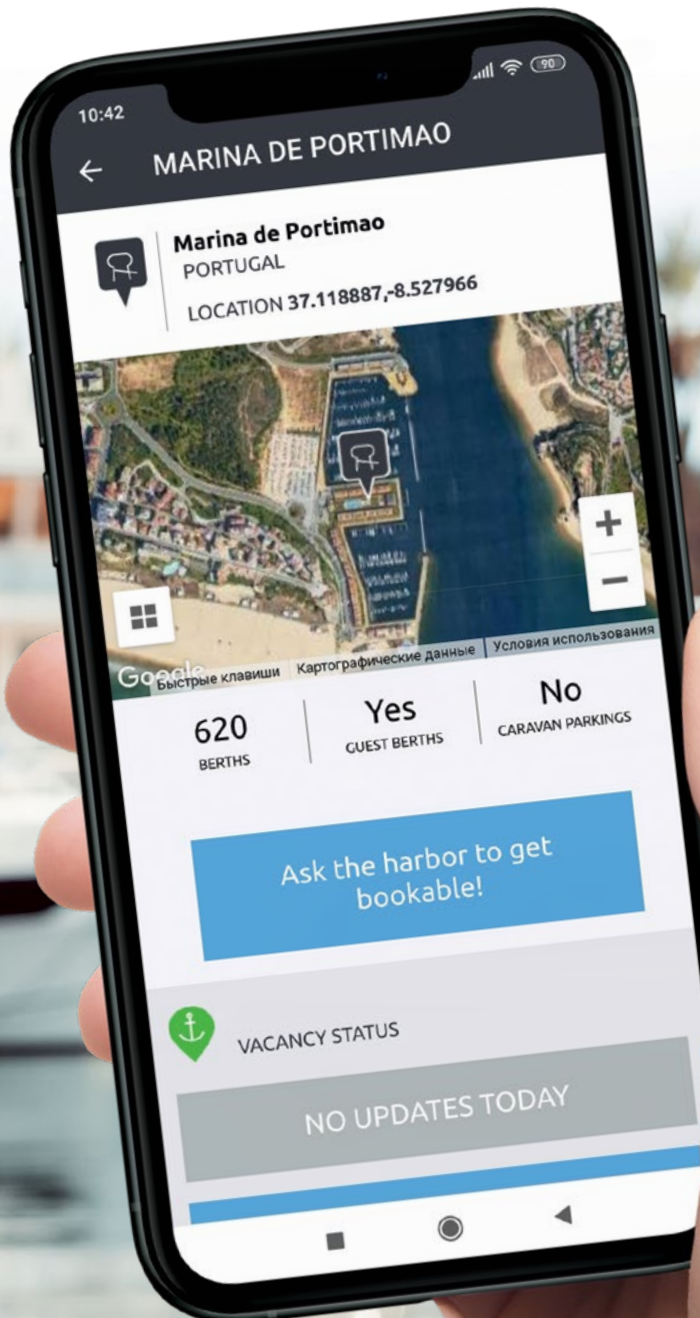 10:42
90
MARINA DE PORTIMAO
Marina de Portimao
PORTUGAL
LOCATION 37.118887,-8.527966
Google
Быстрые клавиши
Картографические данные
Условия использования
620
BERTHS
Yes
GUEST BERTHS
No
CARAVAN PARKINGS
Ask the harbor to get
bookable!
VACANCY STATUS
NO UPDATES TODAY